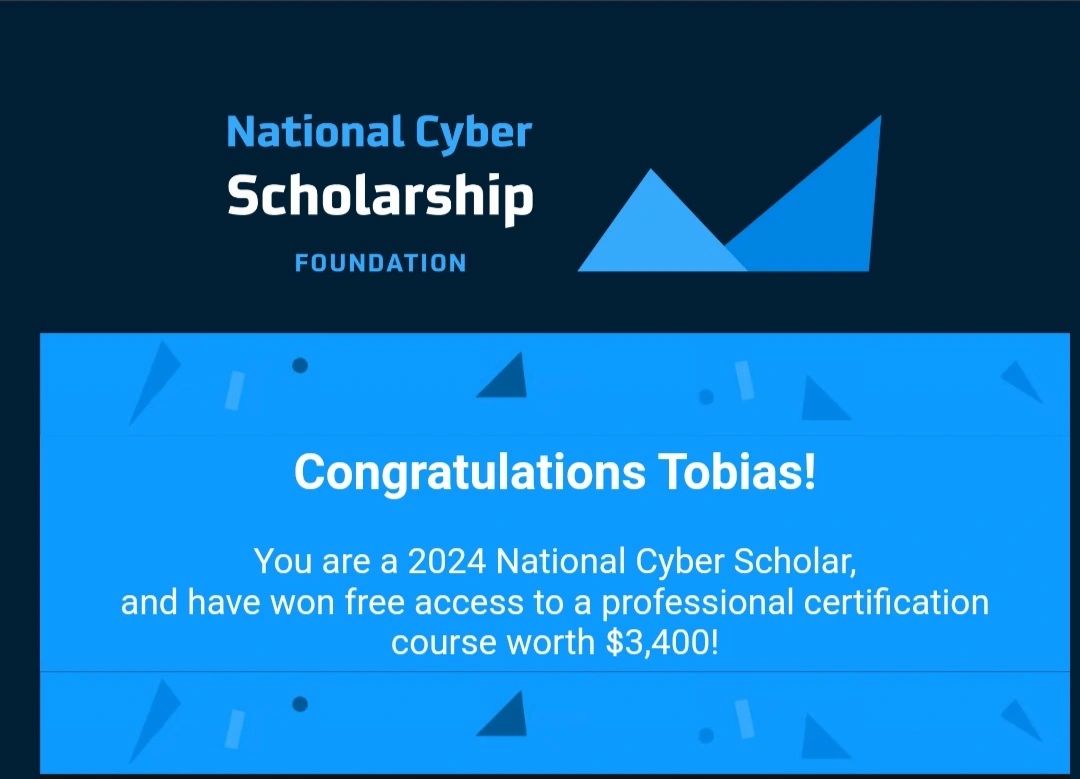 National Cyber
Scholarship
FOUNDATION
Congratulations Tobias!
You are a 2024 National Cyber Scholar,
and have won free access to a professional certification
course worth $3,400!